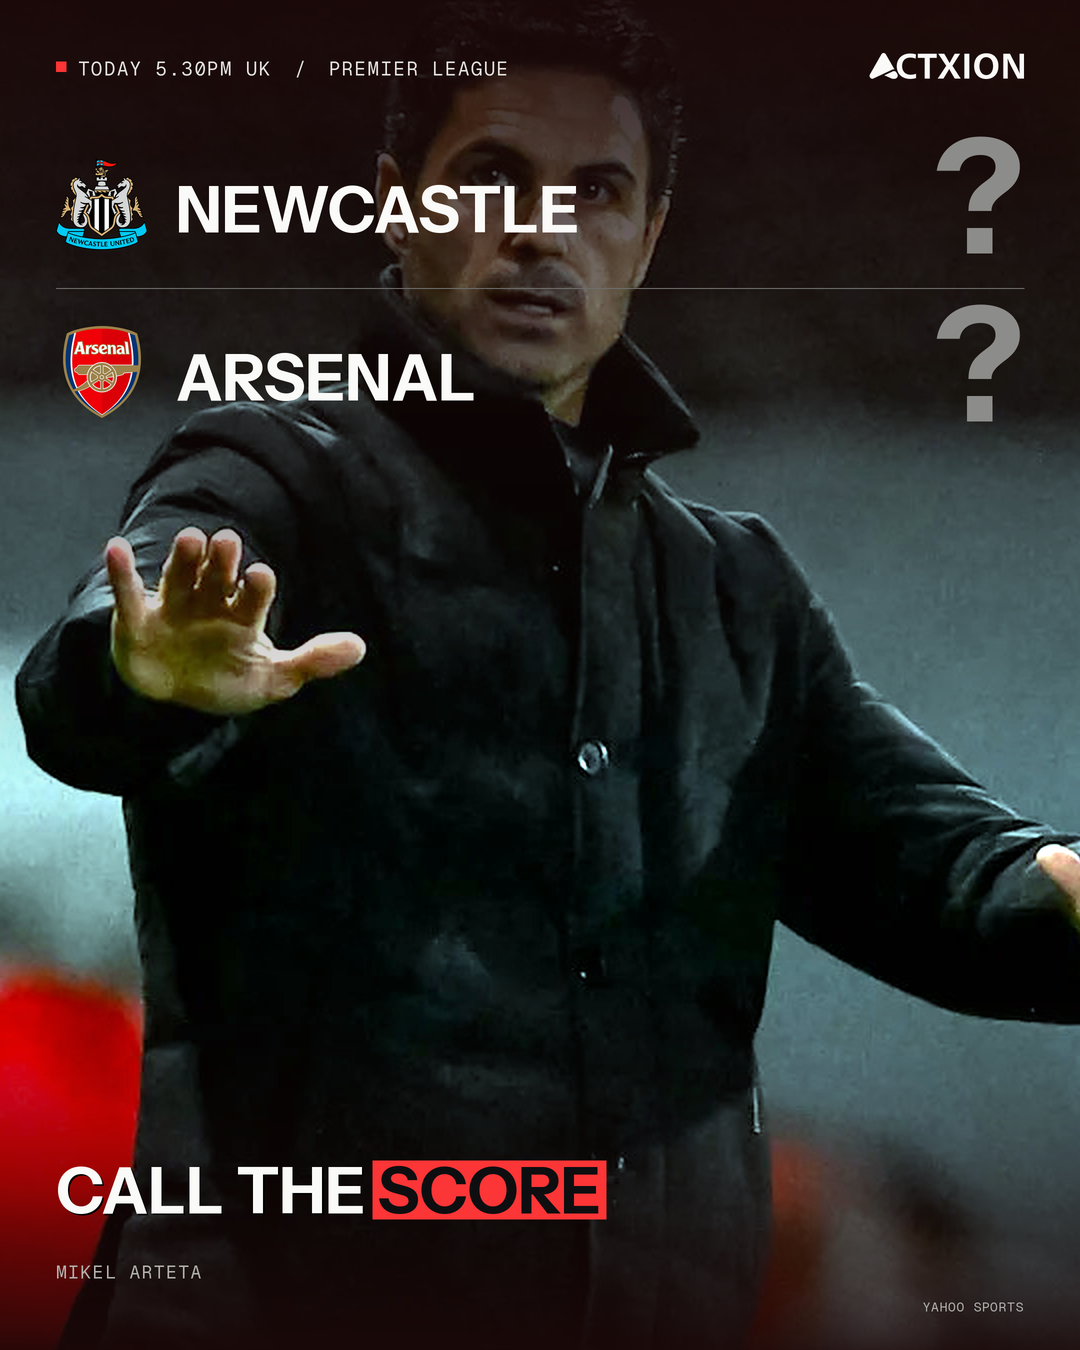 TODAY 5.30PM UK / PREMIER LEAGUE
ACTXION
NEWCASTLE UNITED
NEWCASTLE
?
Arsenal
ARSENAL
?
CALL THE SCORE
MIKEL ARTETA
YAHOO SPORTS